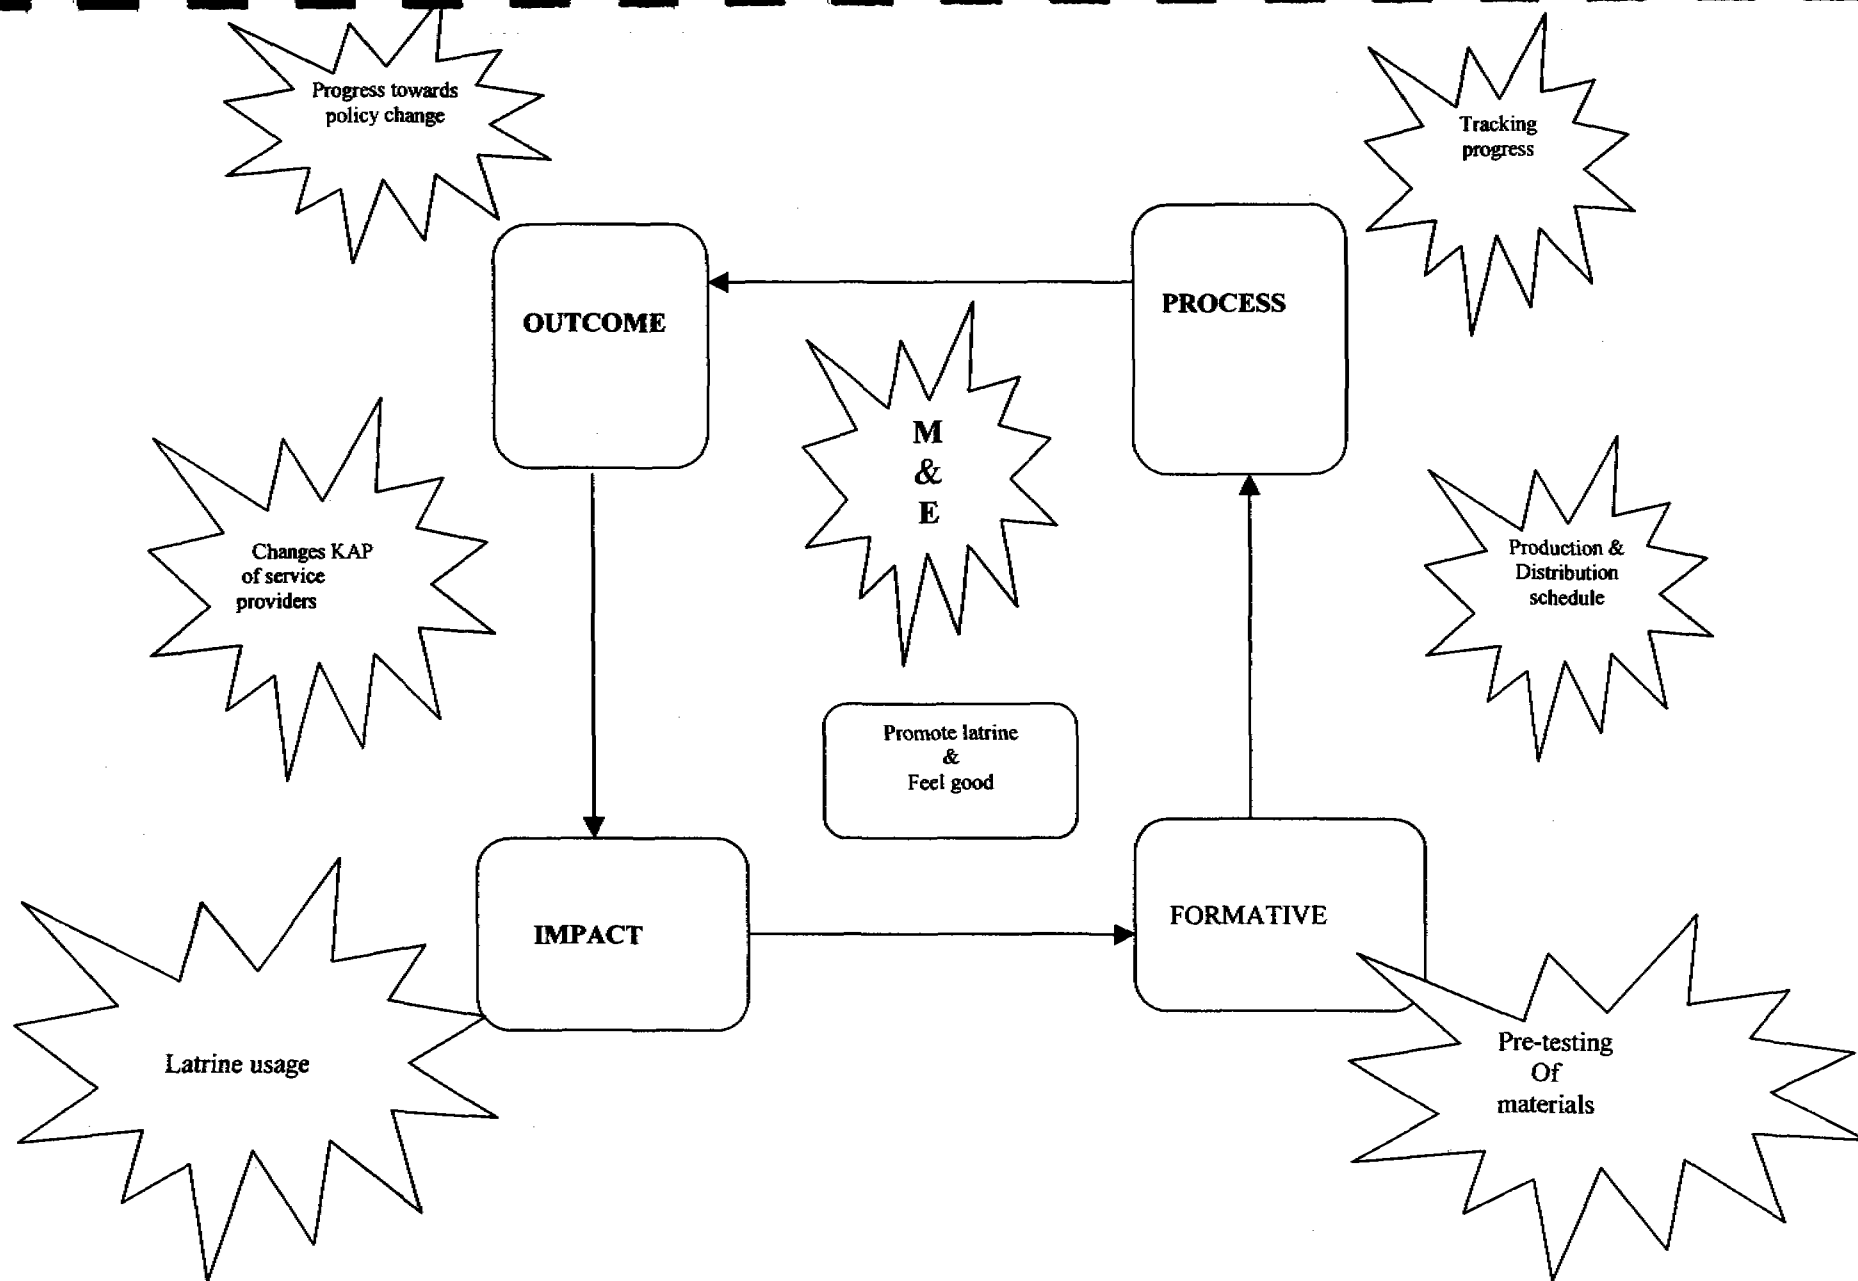 Progress towards
policy change
Tracking
progress
OUTCOME
PROCESS
M
&
E
Changes KAP
of service
providers
Production &
Distribution
schedule
Promote latrine
&
Feel good
IMPACT
FORMATIVE
Latrine usage
Pre-testing
Of
materials